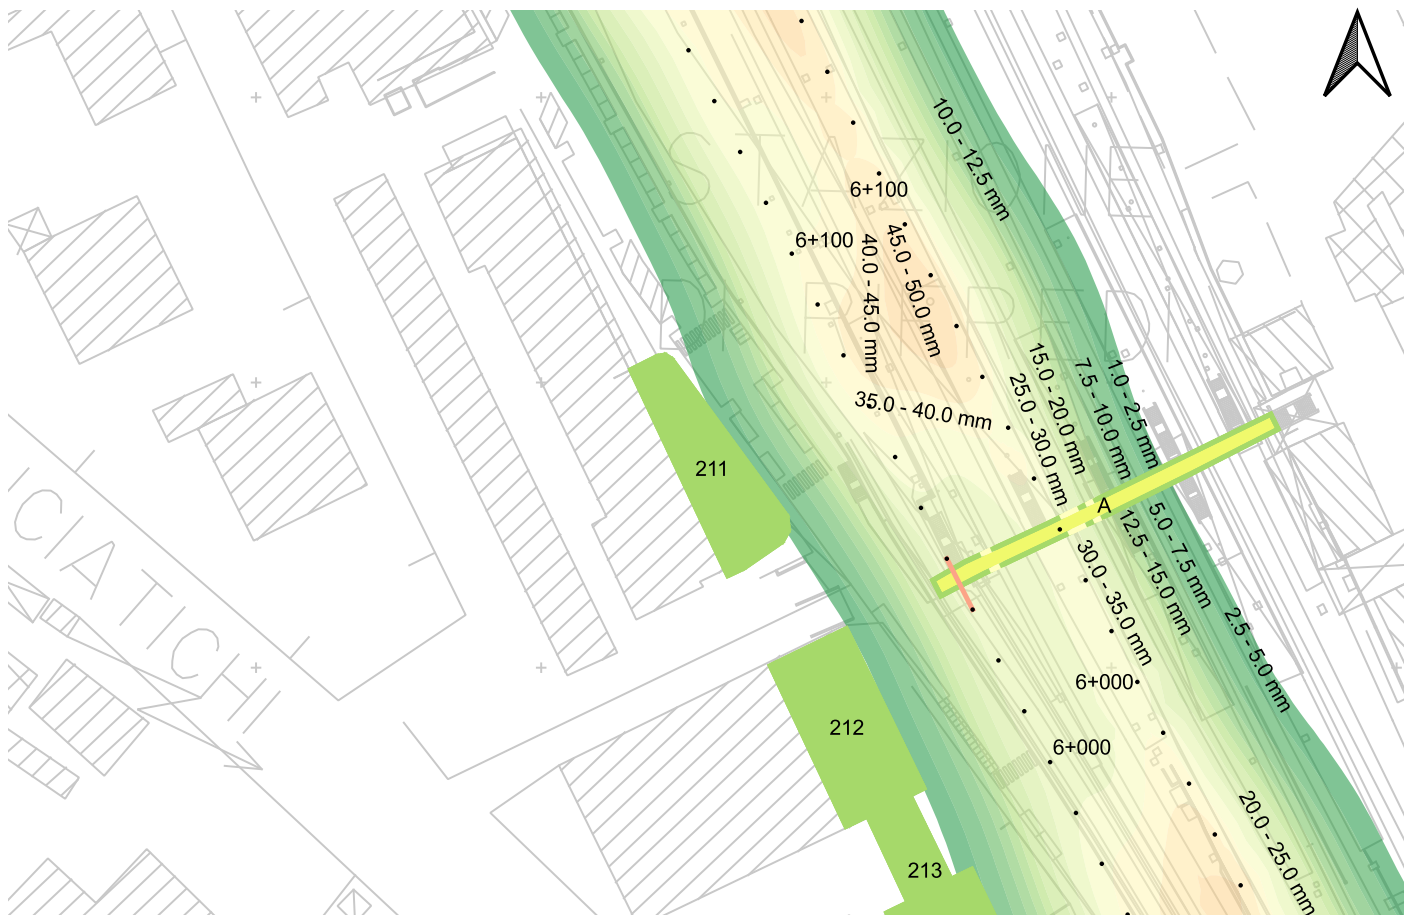 10.0 - 12.5 mm
STAZIONE
6+100
6+100
40.0 - 45.0 mm
45.0 - 50.0 mm
DI RAPEDI
15.0 - 20.0 mm
25.0 - 30.0 mm
7.5 - 10.0 mm
1.0 - 2.5 mm
35.0 - 40.0 mm
211
A
CIATICHI
5.0 - 7.5 mm
12.5 - 15.0 mm
30.0 - 35.0 mm
2.5 - 5.0 mm
6+000
212
6+000
20.0 - 25.0 mm
213